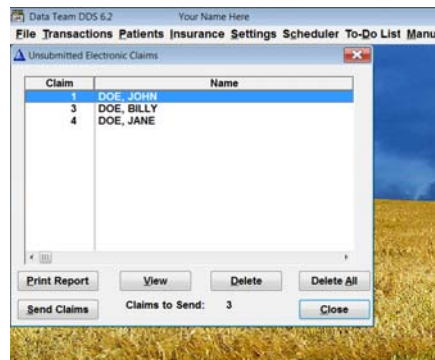 Data Team DDS 6.2 Your Name Here
File Transactions Patients Insurance Settings Scheduler To-Do List Manu
Unsubmitted Electronic Claims
Claim Name
1 DOE, JOHN
3 DOE, BILLY
4 DOE, JANE
Print Report View Delete Delete All
Send Claims Claims to Send: 3 Close